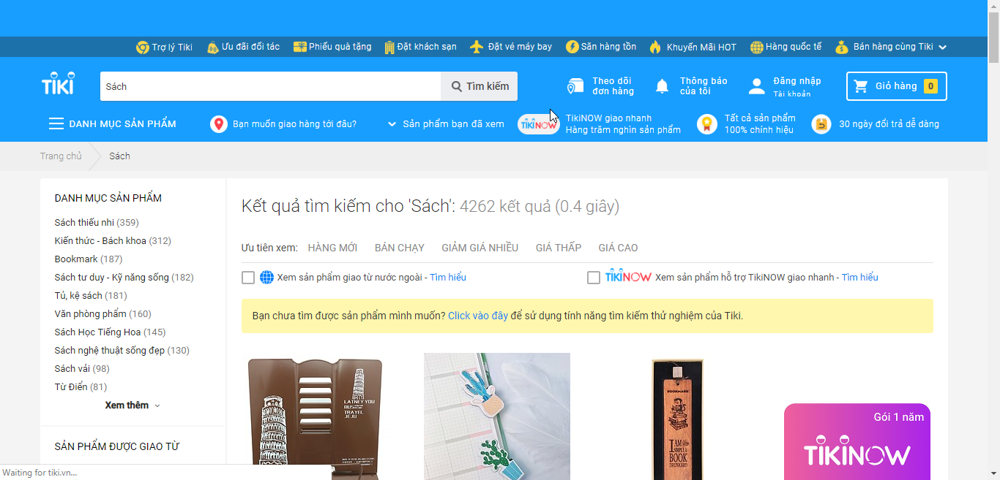 Trợ lý Tiki Ưu đãi đối tác Phiếu quà tặng Đặt khách sạn Đặt vé máy bay Săn hàng tồn Khuyến Mãi HOT Hàng quốc tế Bán hàng cùng Tiki
TIKI
Sách
Tìm kiếm
Theo dõi
đơn hàng
Thông báo
của tôi
Đăng nhập
Tài khoản
Giỏ hàng 0
DANH MỤC SẢN PHẨM
Bạn muốn giao hàng tới đâu?
Sản phẩm bạn đã xem
TIKINOW
TikiNOW giao nhanh
Hàng trăm nghìn sản phẩm
Tất cả sản phẩm
100% chính hiệu
30 ngày đổi trả dễ dàng
Trang chủ Sách
DANH MỤC SẢN PHẨM
Sách thiếu nhi (359)
Kiến thức - Bách khoa (312)
Bookmark (187)
Sách tư duy - Kỹ năng sống (182)
Tủ, kệ sách (181)
Văn phòng phẩm (160)
Sách Học Tiếng Hoa (145)
Sách nghệ thuật sống đẹp (130)
Sách vải (98)
Từ Điển (81)
Xem thêm
SẢN PHẨM ĐƯỢC GIAO TỪ
Kết quả tìm kiếm cho 'Sách': 4262 kết quả (0.4 giây)
Ưu tiên xem: HÀNG MỚI BÁN CHẠY GIẢM GIÁ NHIỀU GIÁ THẤP GIÁ CAO
Xem sản phẩm giao từ nước ngoài - Tìm hiểu
TIKINOW Xem sản phẩm hỗ trợ TikiNOW giao nhanh - Tìm hiểu
Bạn chưa tìm được sản phẩm mình muốn? Click vào đây để sử dụng tính năng tìm kiếm thử nghiệm của Tiki.
LATNEY YOU
BUS
TRAVEL
JEJU
BOOKMARK
I AM
SIMPLY A
BOOK
DRUNKARD
Gói 1 năm
TIKINOW
Waiting for tiki.vn...